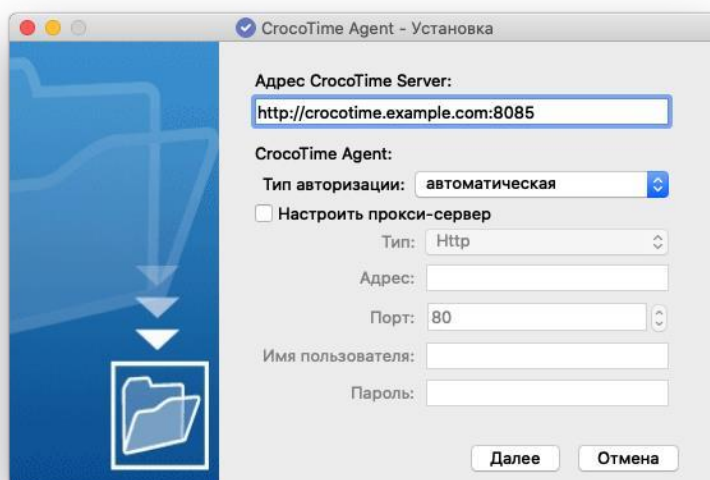 CrocoTime Agent - Установка
Адрес CrocoTime Server:
http://crocotime.example.com:8085
CrocoTime Agent:
Тип авторизации: автоматическая
Настроить прокси-сервер
Тип: Http
Адрес:
Порт: 80
Имя пользователя:
Пароль:
Далее Отмена